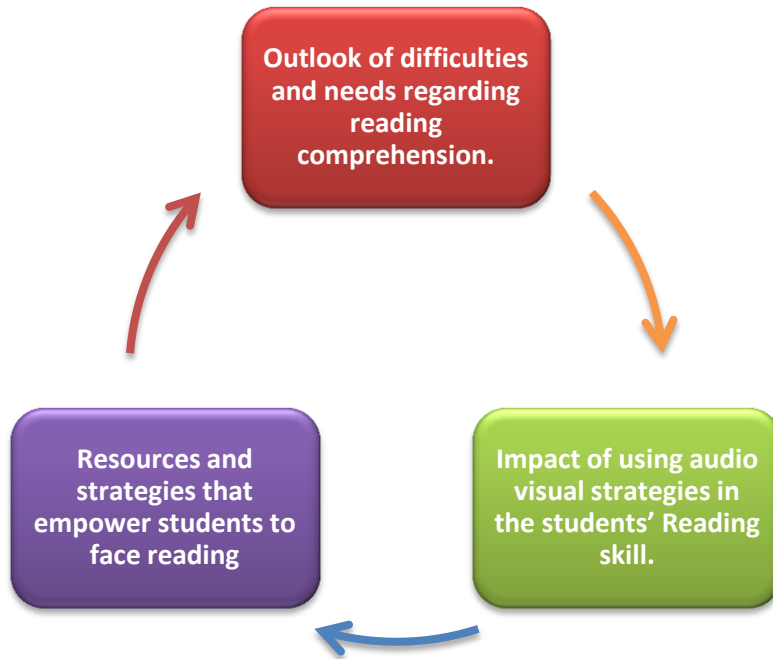 Outlook of difficulties
and needs regarding
reading
comprehension.
Impact of using audio
visual strategies in
the students’ Reading
skill.
Resources and
strategies that
empower students to
face reading